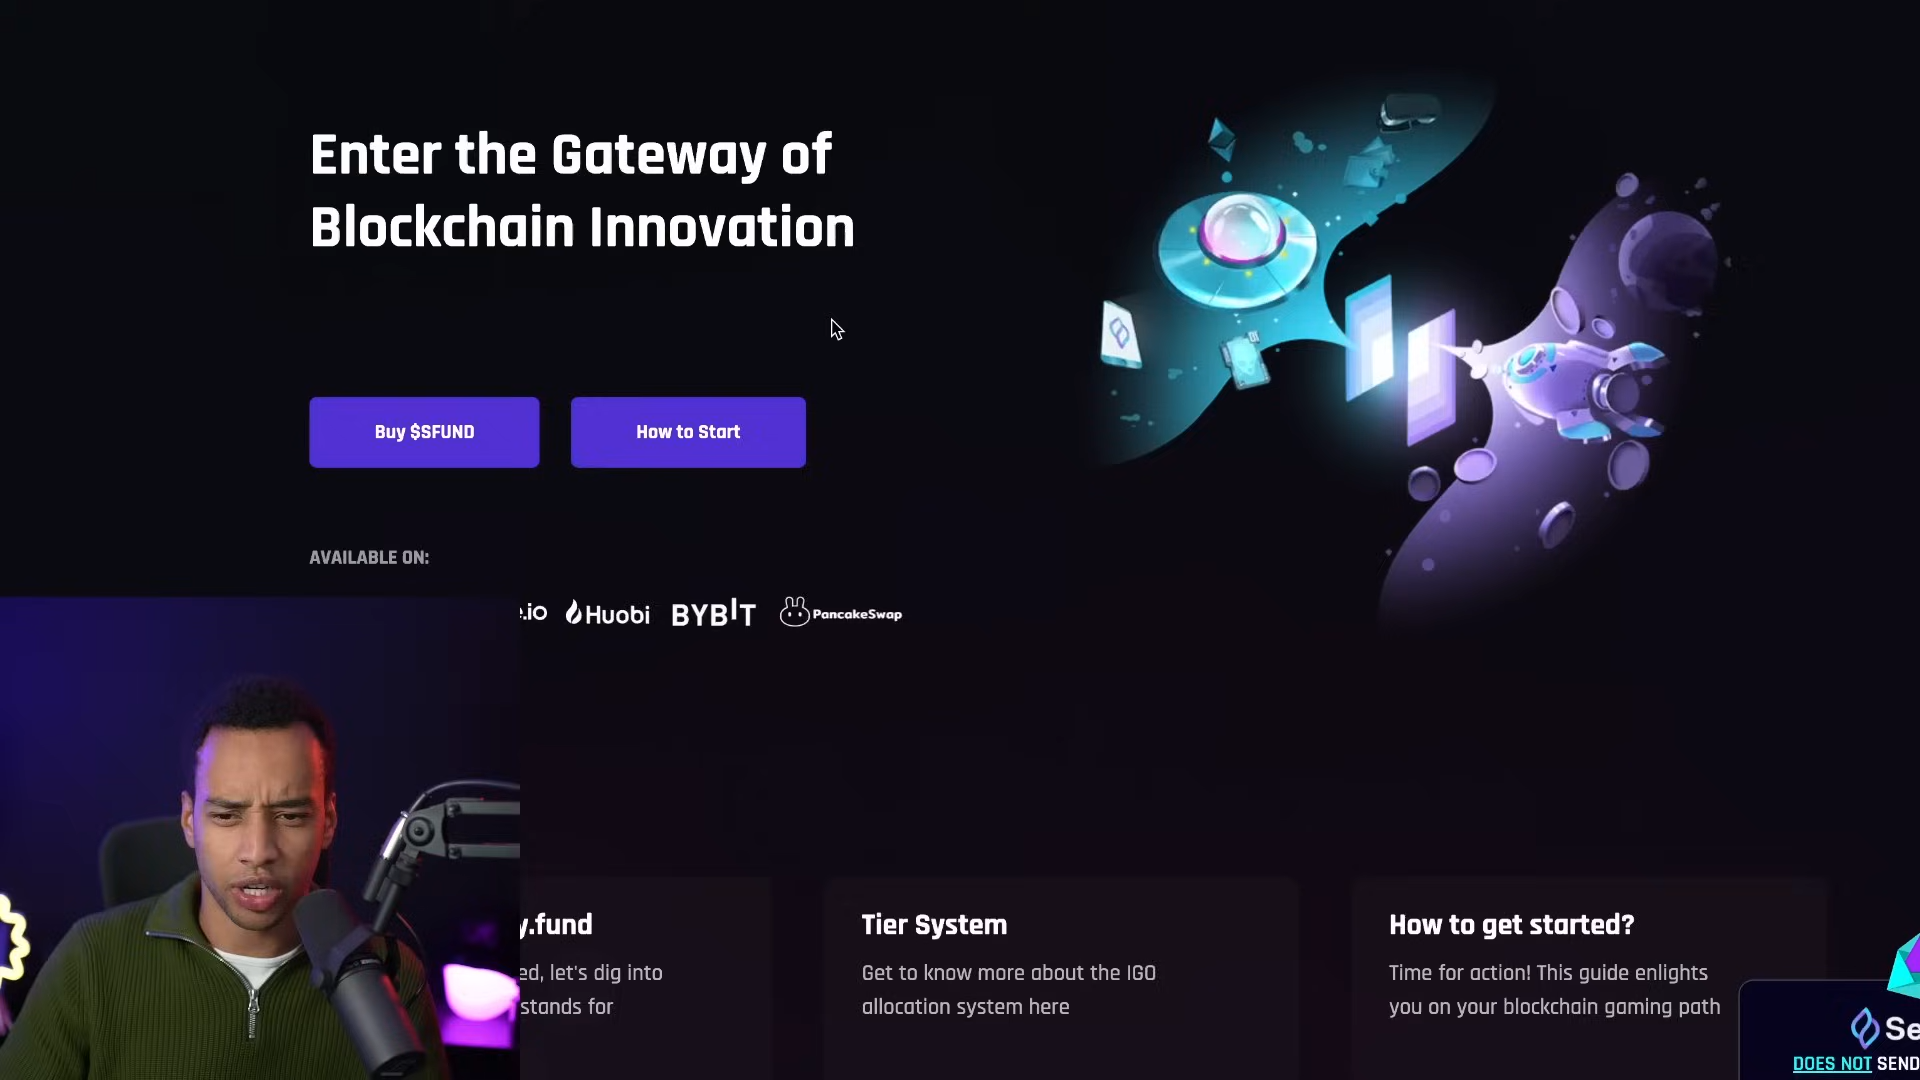 Enter the Gateway of
Blockchain Innovation
Buy $SFUND
How to Start
AVAILABLE ON:
.io
Huobi
BYBIT
PancakeSwap
y.fund
ed, let's dig into
stands for
Tier System
Get to know more about the IGO
allocation system here
How to get started?
Time for action! This guide enlights
you on your blockchain gaming path
Se
DOES NOT SEND